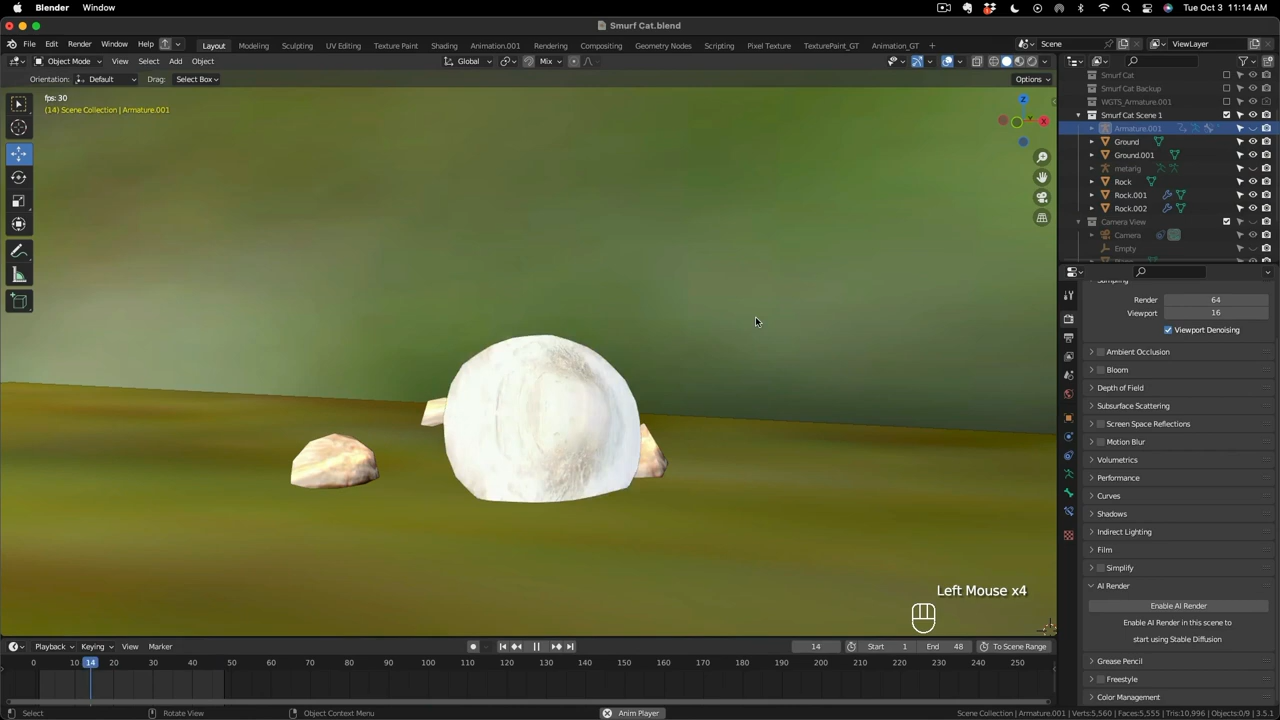 Blender Window Tue Oct 3 11:14 AM
Smurf Cat.blend
File Edit Render Window Help Layout Modeling Sculpting UV Editing Texture Paint Shading Animation.001 Rendering Compositing Geometry Nodes Scripting Pixel Texture TexturePaint_GT Animation_GT + Scene ViewLayer
Object Mode View Select Add Object Global Mix
Orientation: Default Drag: Select Box Options
fps: 30
(14) Scene Collection | Armature.001
Z
X
Smurf Cat
Smurf Cat Backup
WGTS_Armature.001
Smurf Cat Scene 1
Armature.001
Ground
Ground.001
metarig
Rock
Rock.001
Rock.002
Camera View
Camera
Empty
Sampling
Render 64
Viewport 16
Viewport Denoising
Ambient Occlusion
Bloom
Depth of Field
Subsurface Scattering
Screen Space Reflections
Motion Blur
Volumetrics
Performance
Curves
Shadows
Indirect Lighting
Film
Simplify
AI Render
Enable AI Render
Enable AI Render in this scene to
start using Stable Diffusion
Grease Pencil
Freestyle
Color Management
Left Mouse x4
Playback Keying View Marker 14 Start 1 End 48 To Scene Range
0 10 14 20 30 40 50 60 70 80 90 100 110 120 130 140 150 160 170 180 190 200 210 220 230 240 250
Select Rotate View Object Context Menu Anim Player Scene Collection | Armature.001 | Verts:5,560 | Faces:5,555 | Tris:10,996 | Objects:0/9 | 3.5.1